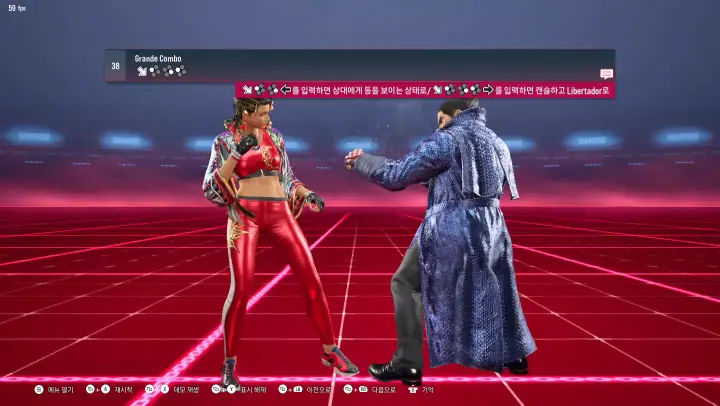 59 fps
38 Grande Combo
를 입력하면 상대에게 등을 보이는 상태로/ 를 입력하면 캔슬하고 Libertador로
메뉴 열기 + X 재시작 + X 데모 재생 + Y 표시 해제 + LB 이전으로 + RB 다음으로 기억